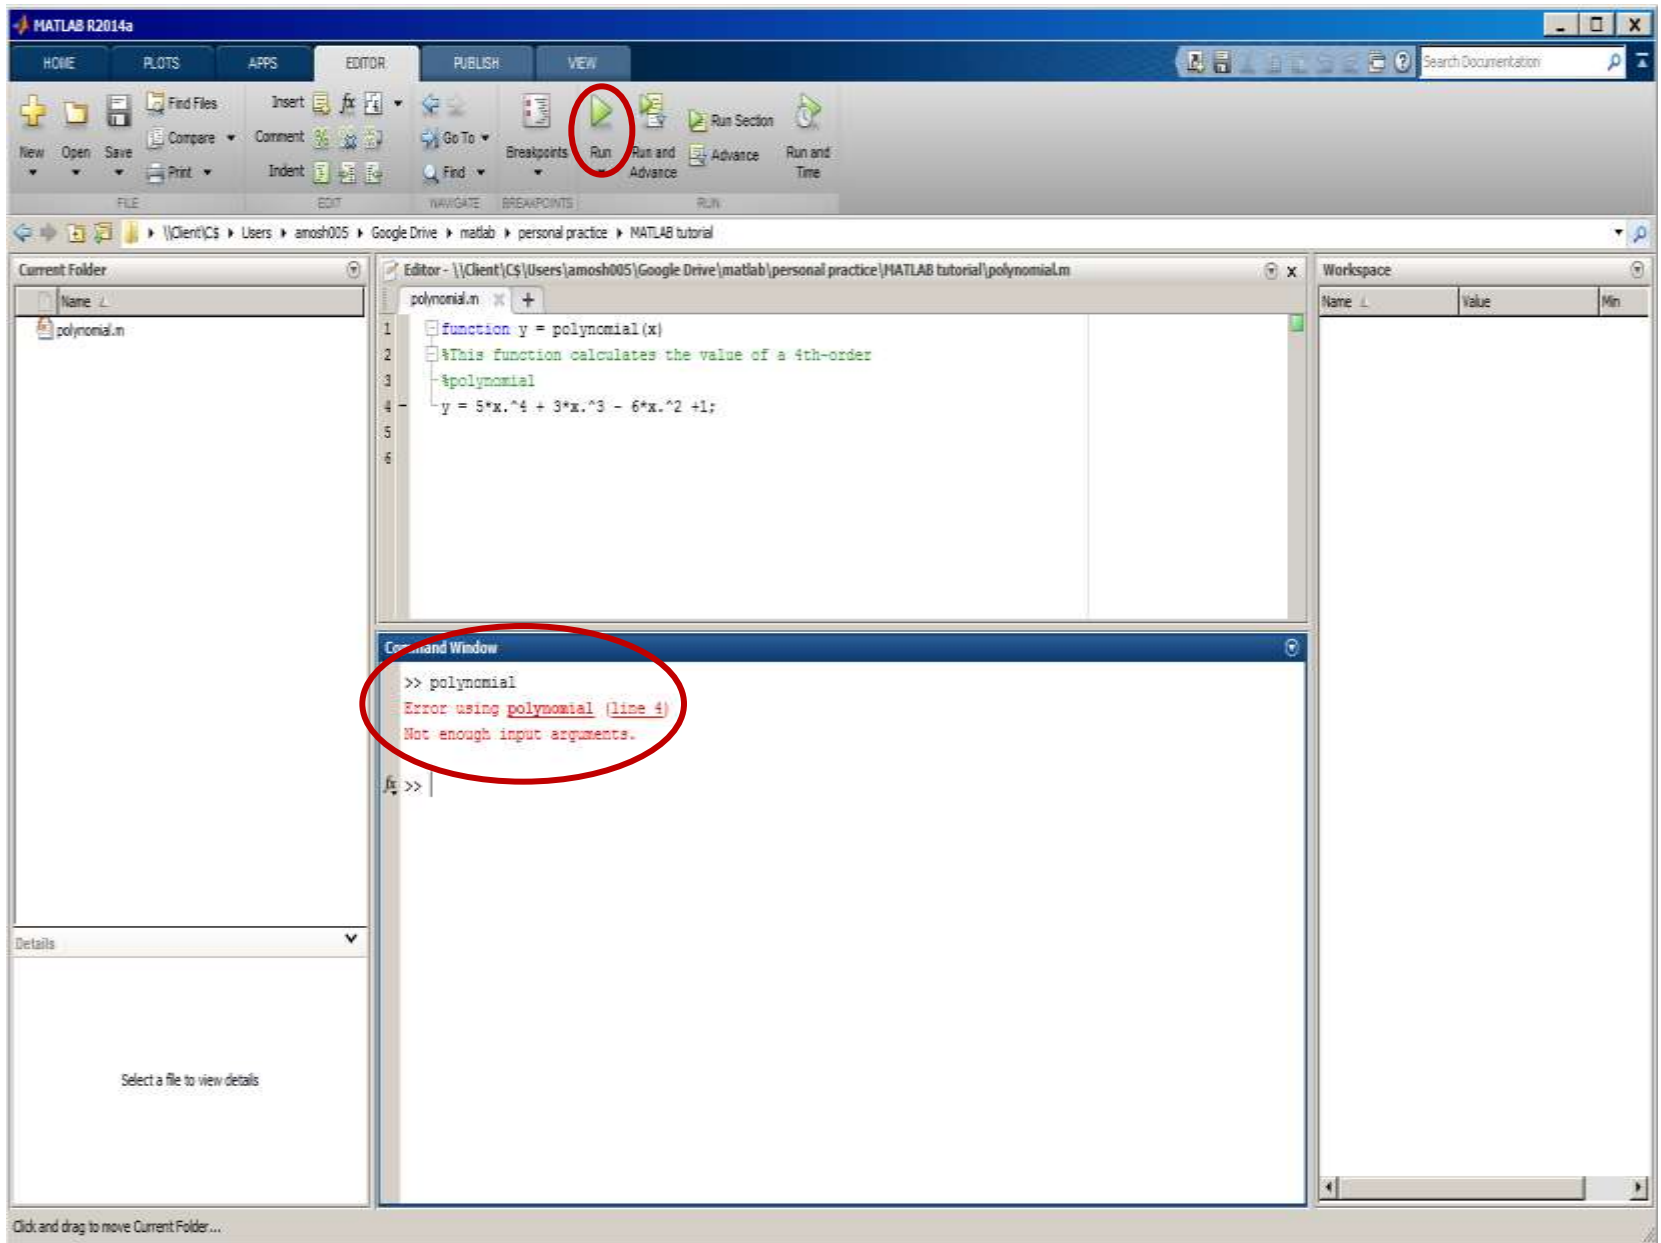 MATLAB R2014a
HOME PLOTS APPS EDITOR PUBLISH VIEW
Search Documentation
New Open Save
Find Files
Compare
Print
FILE
Insert
Comment
Indent
EDIT
Go To
Find
NAVIGATE
Breakpoints
BREAKPOINTS
Run
Run and Advance
Run Section
Advance
Run and Time
RUN
\\Client\C$ Users amosh005 Google Drive matlab personal practice MATLAB tutorial
Current Folder
Name
polynomial.m
Details
Select a file to view details
Editor - \\Client\C$\Users\amosh005\Google Drive\matlab\personal practice\MATLAB tutorial\polynomial.m
polynomial.m
1 function y = polynomial(x)
2 %This function calculates the value of a 4th-order
3 %polynomial
4 y = 5*x.^4 + 3*x.^3 - 6*x.^2 +1;
5
6
Command Window
>> polynomial
Error using polynomial (line 4)
Not enough input arguments.
fx >>
Workspace
Name Value Min
Click and drag to move Current Folder...